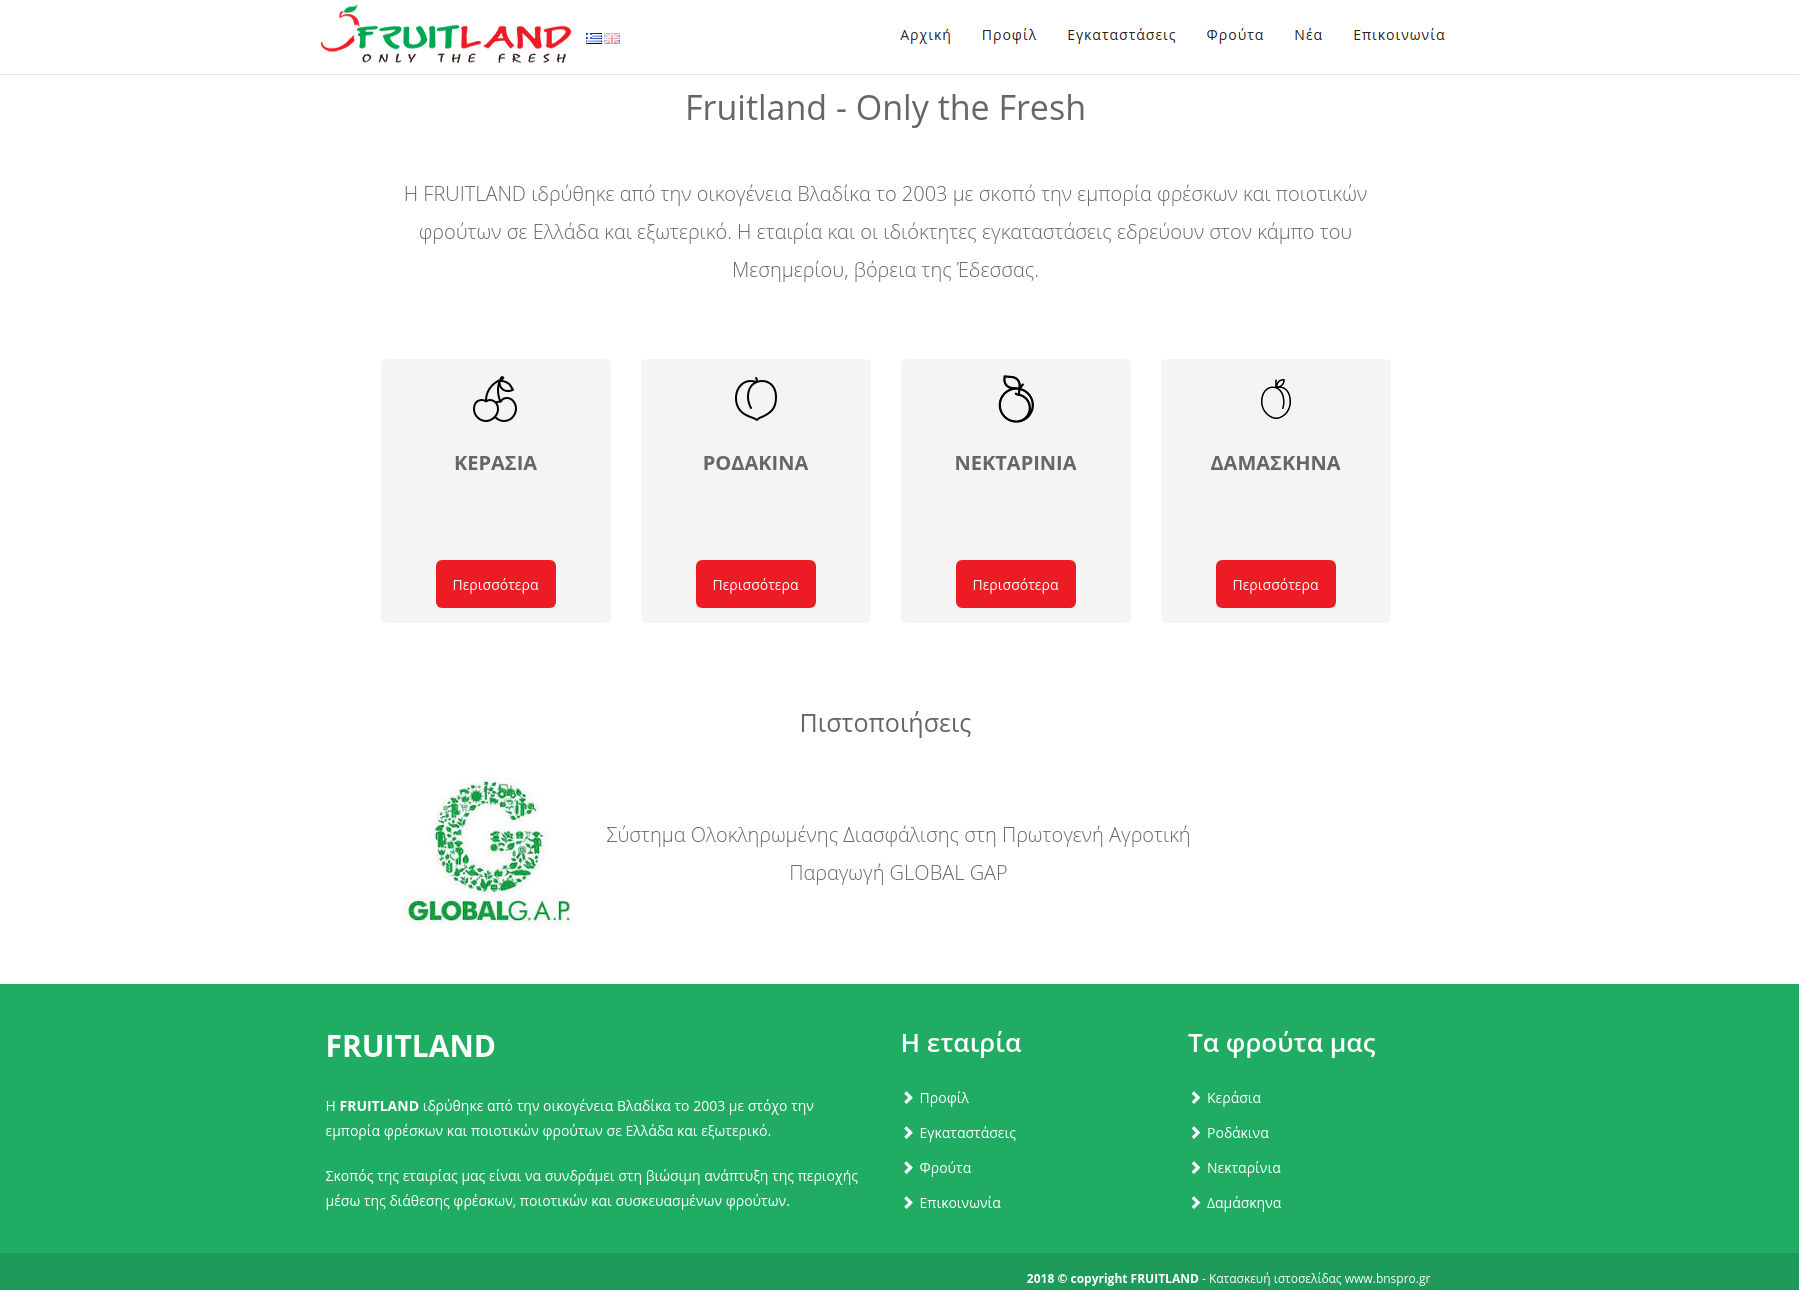 FRUITLAND
ONLY THE FRESH
Αρχική Προφίλ Εγκαταστάσεις Φρούτα Νέα Επικοινωνία
Fruitland - Only the Fresh
Η FRUITLAND ιδρύθηκε από την οικογένεια Βλαδίκα το 2003 με σκοπό την εμπορία φρέσκων και ποιοτικών
φρούτων σε Ελλάδα και εξωτερικό. Η εταιρία και οι ιδιόκτητες εγκαταστάσεις εδρεύουν στον κάμπο του
Μεσημερίου, βόρεια της Έδεσσας.
ΚΕΡΑΣΙΑ
Περισσότερα
ΡΟΔΑΚΙΝΑ
Περισσότερα
ΝΕΚΤΑΡΙΝΙΑ
Περισσότερα
ΔΑΜΑΣΚΗΝΑ
Περισσότερα
Πιστοποιήσεις
GLOBALG.A.P.
Σύστημα Ολοκληρωμένης Διασφάλισης στη Πρωτογενή Αγροτική
Παραγωγή GLOBAL GAP
FRUITLAND
Η FRUITLAND ιδρύθηκε από την οικογένεια Βλαδίκα το 2003 με στόχο την
εμπορία φρέσκων και ποιοτικών φρούτων σε Ελλάδα και εξωτερικό.
Σκοπός της εταιρίας μας είναι να συνδράμει στη βιώσιμη ανάπτυξη της περιοχής
μέσω της διάθεσης φρέσκων, ποιοτικών και συσκευασμένων φρούτων.
Η εταιρία
Προφίλ
Εγκαταστάσεις
Φρούτα
Επικοινωνία
Τα φρούτα μας
Κεράσια
Ροδάκινα
Νεκταρίνια
Δαμάσκηνα
2018 © copyright FRUITLAND - Κατασκευή ιστοσελίδας www.bnspro.gr